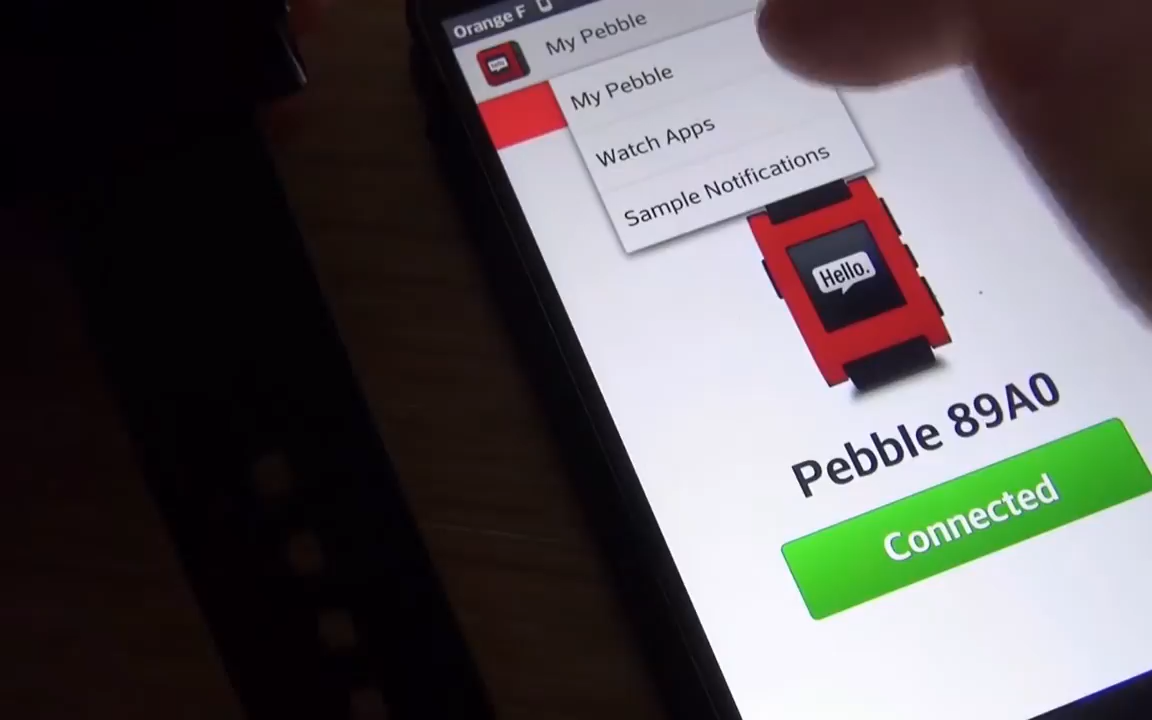 Orange F
My Pebble
My Pebble
Watch Apps
Sample Notifications
Hello.
Pebble 89A0
Connected